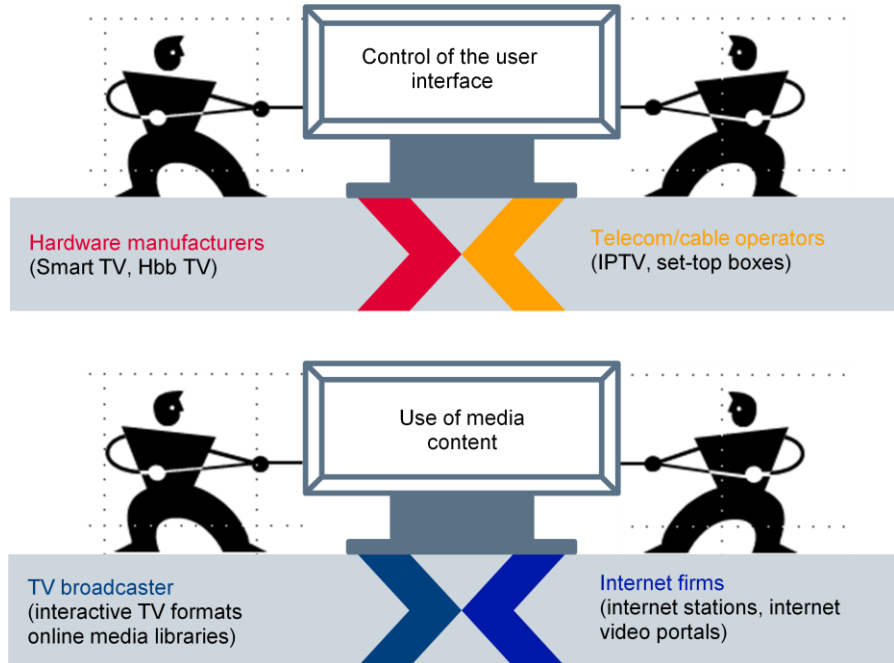 Control of the user
interface
Hardware manufacturers
(Smart TV, Hbb TV)
Telecom/cable operators
(IPTV, set-top boxes)
Use of media
content
TV broadcaster
(interactive TV formats
online media libraries)
Internet firms
(internet stations, internet
video portals)